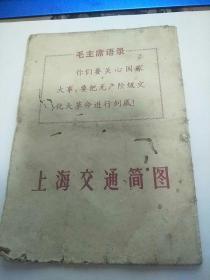 毛主席语录
你们要关心国家
大事，要把无产阶级文
化大革命进行到底！
上海交通简图